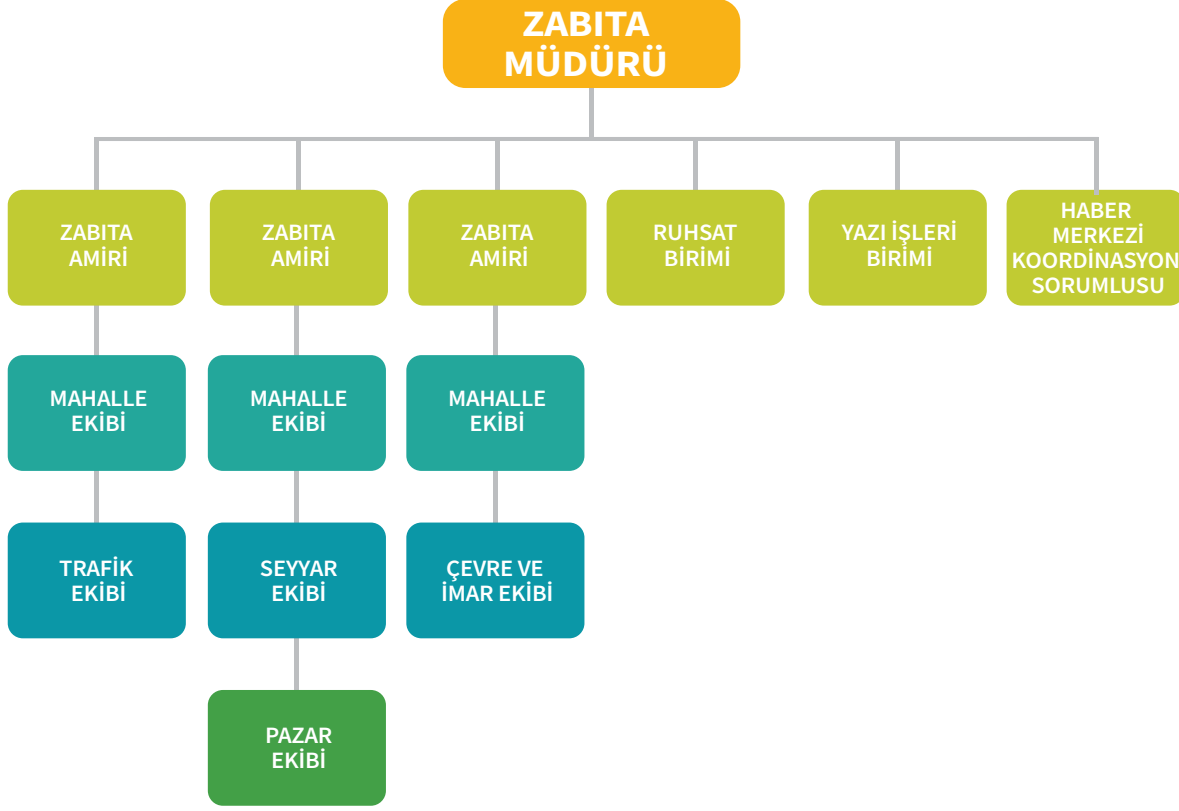 ZABITA
MÜDÜRÜ
ZABITA
AMİRİ
ZABITA
AMİRİ
ZABITA
AMİRİ
RUHSAT
BİRİMİ
YAZI İŞLERİ
BİRİMİ
HABER
MERKEZİ
KOORDİNASYON
SORUMLUSU
MAHALLE
EKİBİ
MAHALLE
EKİBİ
MAHALLE
EKİBİ
TRAFİK
EKİBİ
SEYYAR
EKİBİ
ÇEVRE VE
İMAR EKİBİ
PAZAR
EKİBİ